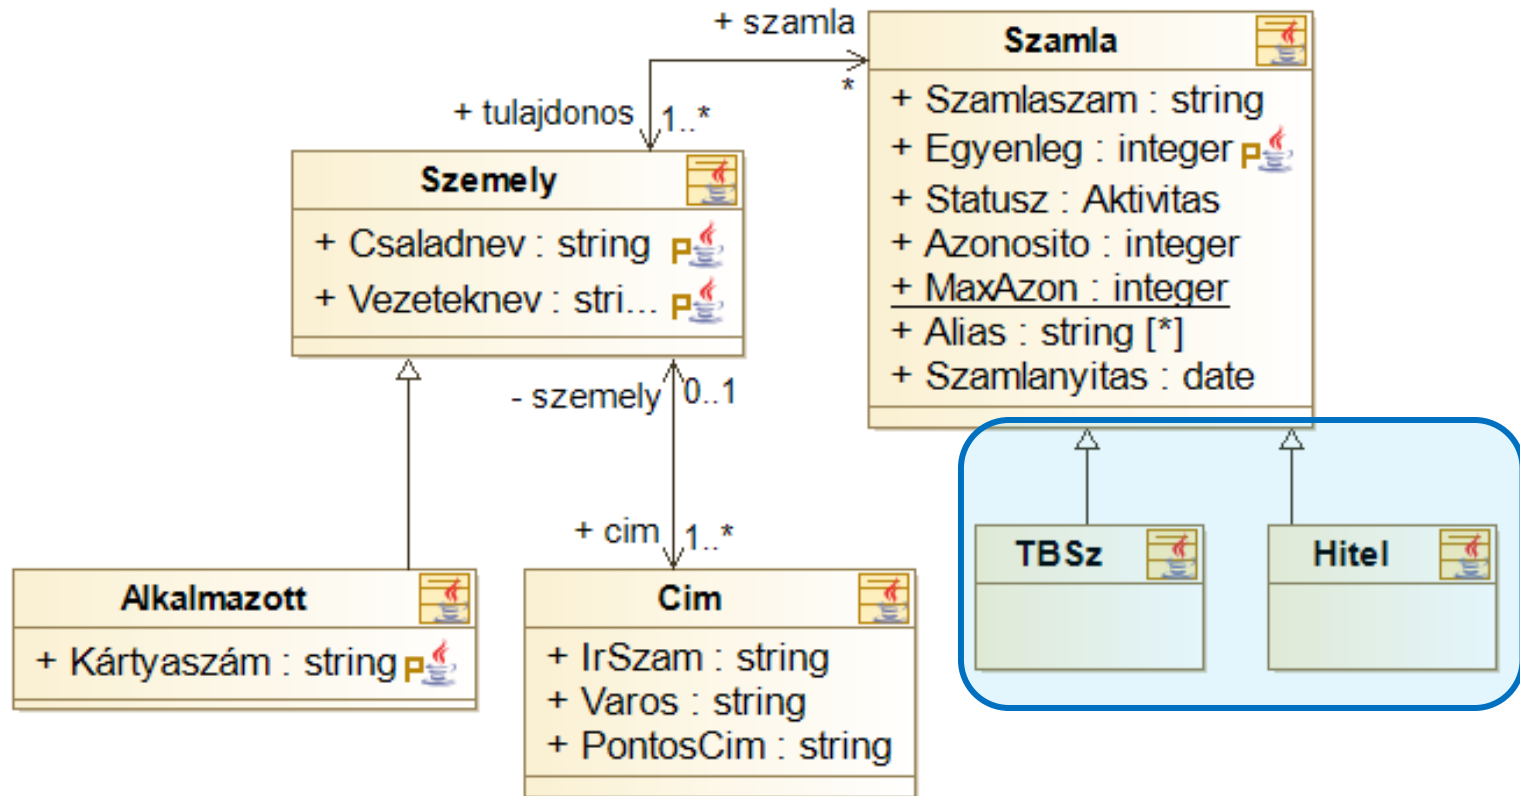 + szamla
*
Szamla
+ Szamlaszam : string
+ Egyenleg : integer P
+ Statusz : Aktivitas
+ Azonosito : integer
+ MaxAzon : integer
+ Alias : string [*]
+ Szamlanyitas : date
+ tulajdonos 1..*
Szemely
+ Csaladnev : string P
+ Vezeteknev : stri... P
- szemely 0..1
+ cim 1..*
Alkalmazott
+ Kártyaszám : string P
Cim
+ IrSzam : string
+ Varos : string
+ PontosCim : string
TBSz
Hitel